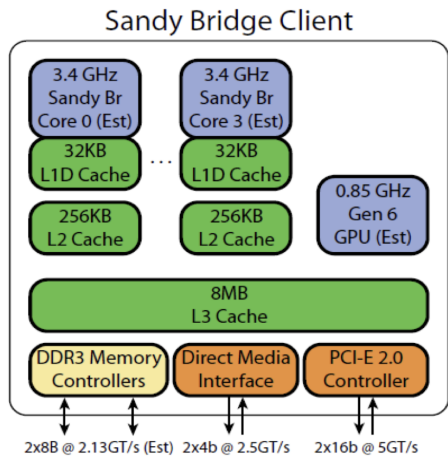 Sandy Bridge Client
3.4 GHz
Sandy Br
Core 0 (Est)
32KB
L1D Cache
256KB
L2 Cache
...
3.4 GHz
Sandy Br
Core 3 (Est)
32KB
L1D Cache
256KB
L2 Cache
0.85 GHz
Gen 6
GPU (Est)
8MB
L3 Cache
DDR3 Memory
Controllers
Direct Media
Interface
PCI-E 2.0
Controller
2x8B @ 2.13GT/s (Est)
2x4b @ 2.5GT/s
2x16b @ 5GT/s